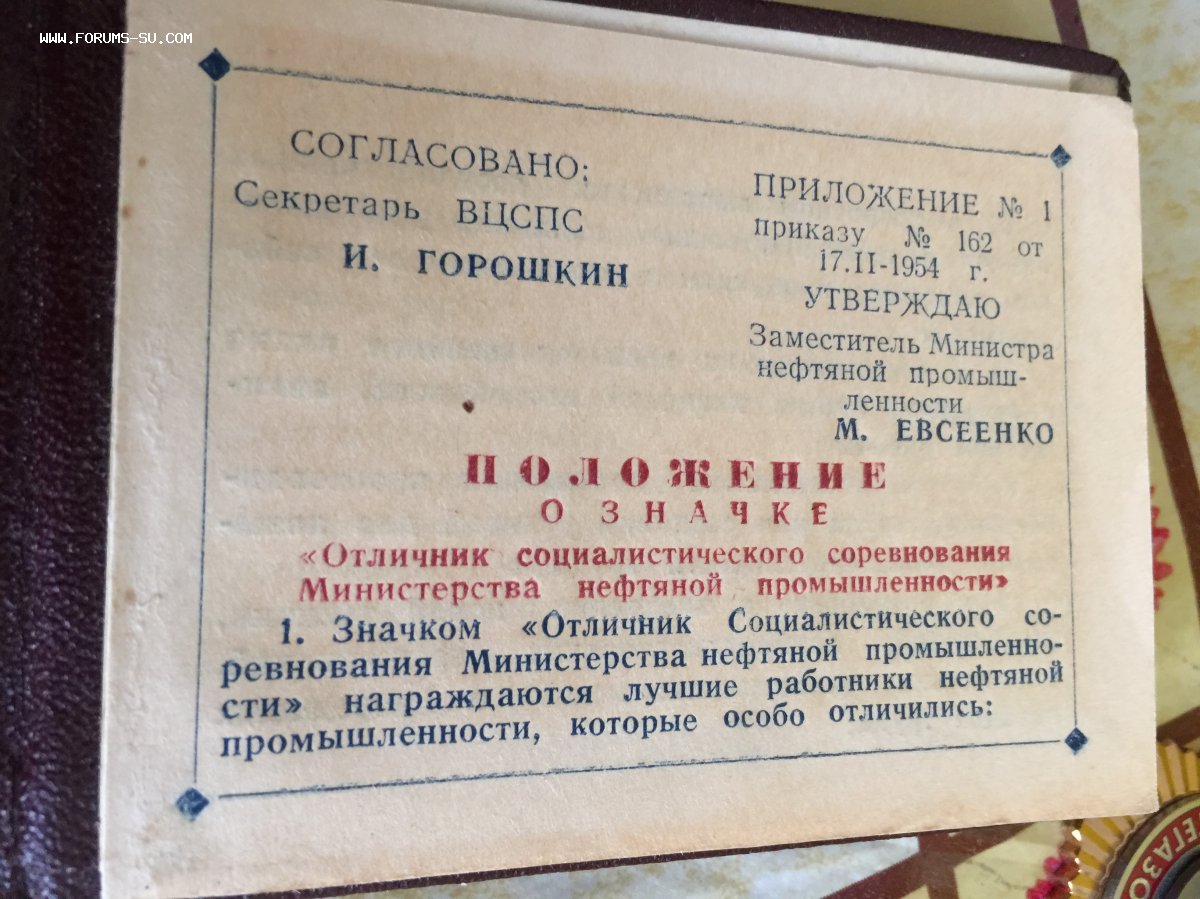 WWW.FORUMS-SU.COM
СОГЛАСОВАНО:
Секретарь ВЦСПС
И. ГОРОШКИН
ПРИЛОЖЕНИЕ № 1
приказу № 162 от
17.II-1954 г.
УТВЕРЖДАЮ
Заместитель Министра
нефтяной промыш-
ленности
М. ЕВСЕЕНКО
ПОЛОЖЕНИЕ
О ЗНАЧКЕ
«Отличник социалистического соревнования
Министерства нефтяной промышленности»
1. Значком «Отличник Социалистического со-
ревнования Министерства нефтяной промышленно-
сти» награждаются лучшие работники нефтяной
промышленности, которые особо отличились: